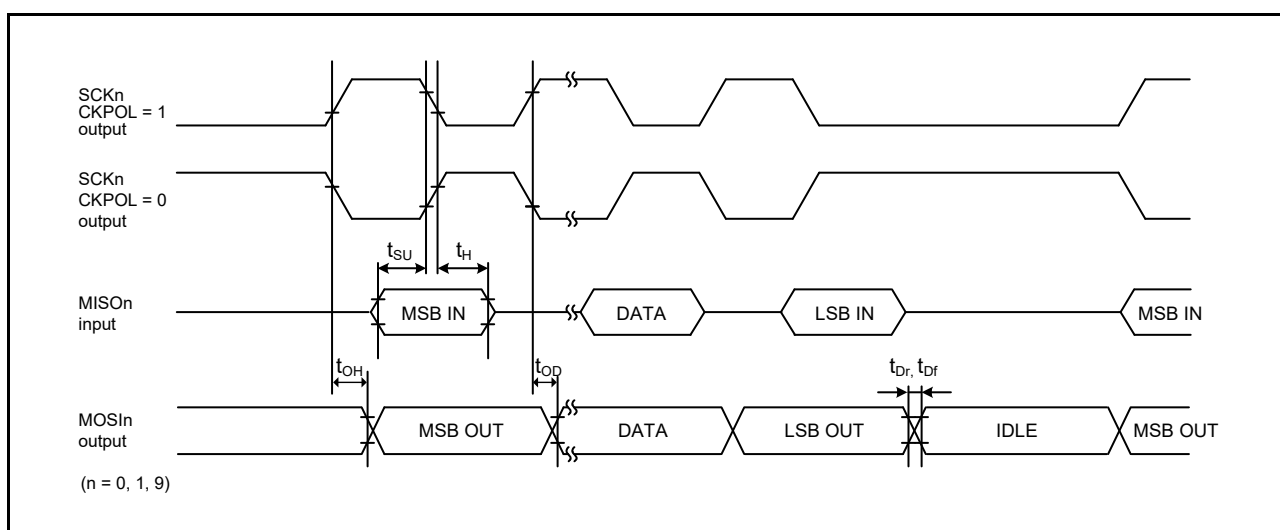 SCKn
CKPOL = 1
output
SCKn
CKPOL = 0
output
tSU
tH
MISOn
input
MSB IN
DATA
LSB IN
MSB IN
tOH
tOD
tDr, tDf
MOSIn
output
MSB OUT
DATA
LSB OUT
IDLE
MSB OUT
(n = 0, 1, 9)